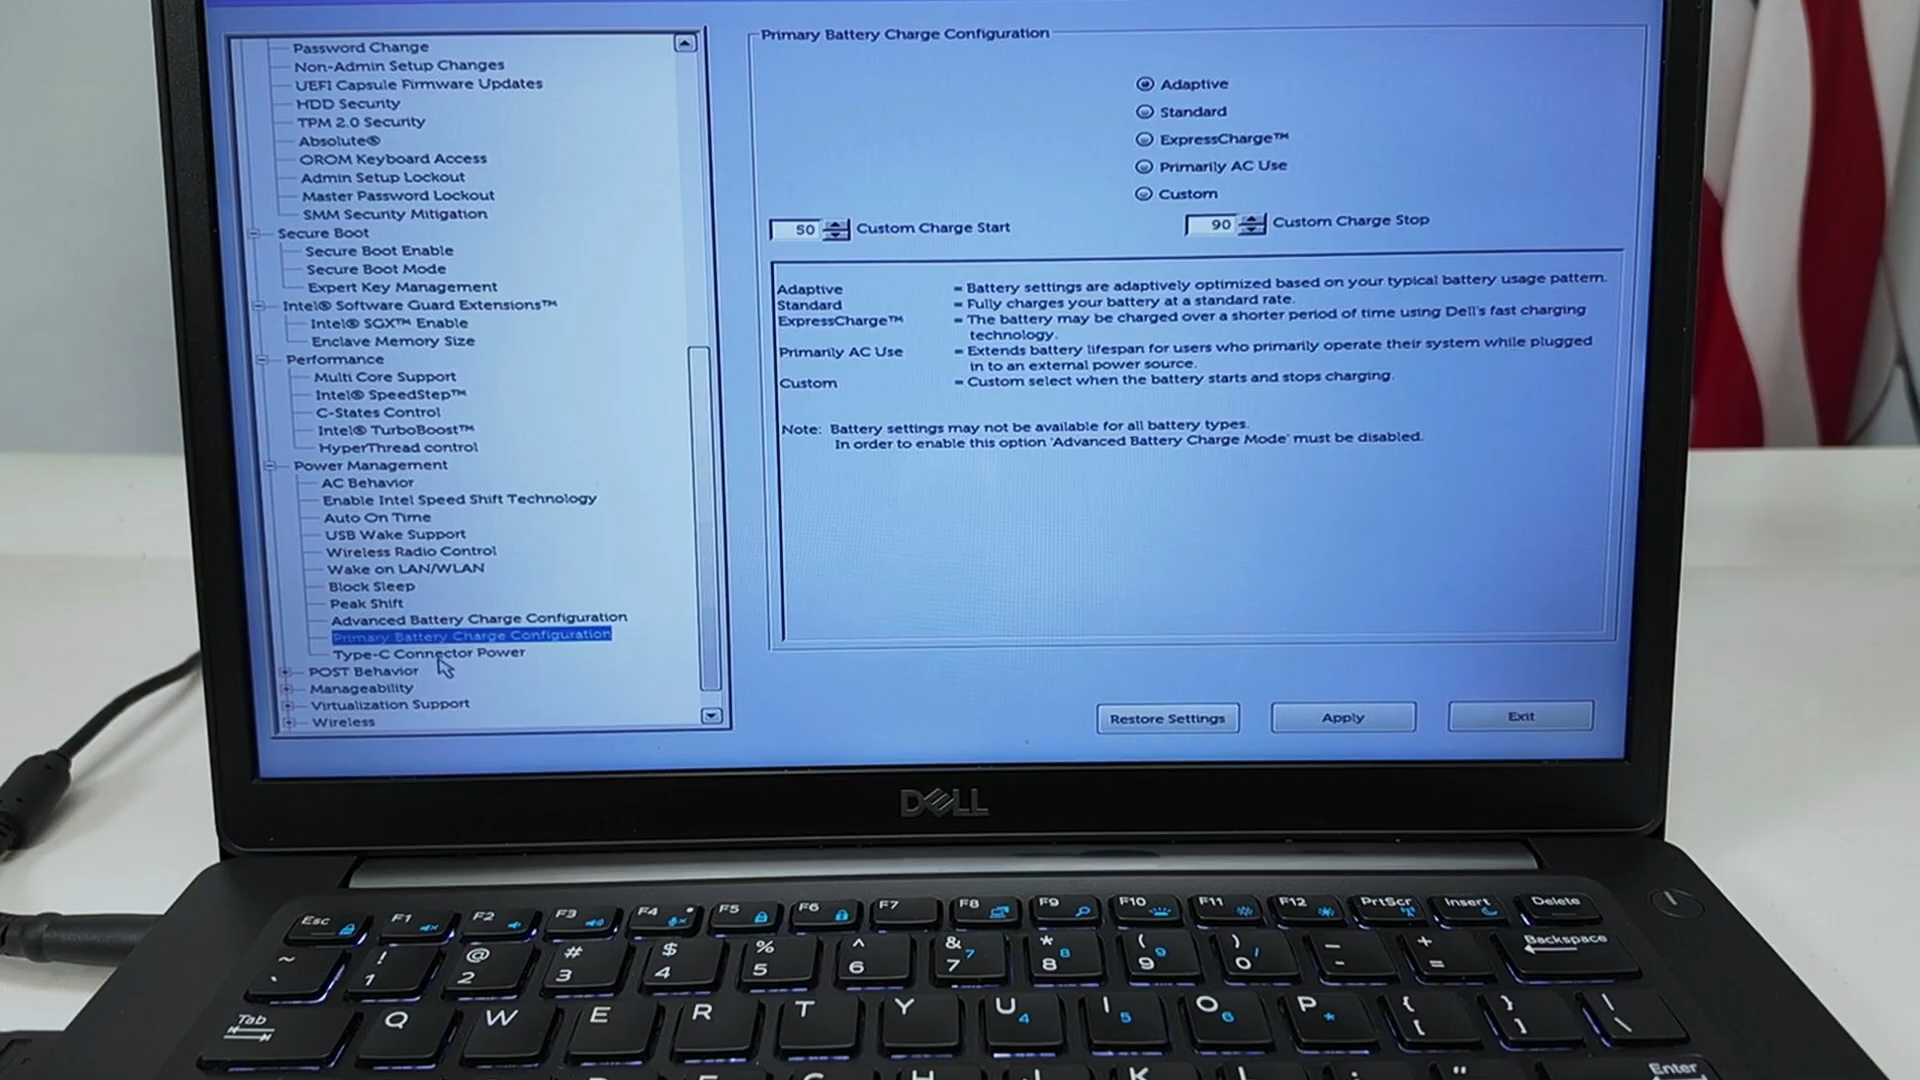 Password Change
Non-Admin Setup Changes
UEFI Capsule Firmware Updates
HDD Security
TPM 2.0 Security
Absolute®
OROM Keyboard Access
Admin Setup Lockout
Master Password Lockout
SMM Security Mitigation
Secure Boot
Secure Boot Enable
Secure Boot Mode
Expert Key Management
Intel® Software Guard Extensions™
Intel® SGX™ Enable
Enclave Memory Size
Performance
Multi Core Support
Intel® SpeedStep™
C-States Control
Intel® TurboBoost™
HyperThread control
Power Management
AC Behavior
Enable Intel Speed Shift Technology
Auto On Time
USB Wake Support
Wireless Radio Control
Wake on LAN/WLAN
Block Sleep
Peak Shift
Advanced Battery Charge Configuration
Primary Battery Charge Configuration
Type-C Connector Power
POST Behavior
Manageability
Virtualization Support
Wireless
Primary Battery Charge Configuration
Adaptive
Standard
ExpressCharge™
Primarily AC Use
Custom
50 Custom Charge Start 90 Custom Charge Stop
Adaptive = Battery settings are adaptively optimized based on your typical battery usage pattern.
Standard = Fully charges your battery at a standard rate.
ExpressCharge™ = The battery may be charged over a shorter period of time using Dell's fast charging
technology.
Primarily AC Use = Extends battery lifespan for users who primarily operate their system while plugged
in to an external power source.
Custom = Custom select when the battery starts and stops charging.
Note: Battery settings may not be available for all battery types.
In order to enable this option 'Advanced Battery Charge Mode' must be disabled.
Restore Settings Apply Exit
DELL
Esc F1 F2 F3 F4 F5 F6 F7 F8 F9 F10 F11 F12 PrtScr Insert Delete
~ ` ! 1 @ 2 # 3 $ 4 % 5 ^ 6 & 7 7 * 8 8 ( 9 9 ) 0 / _ - + = Backspace
Tab Q W E R T Y U 4 I 5 O 6 P * { [ } ] | \
Enter